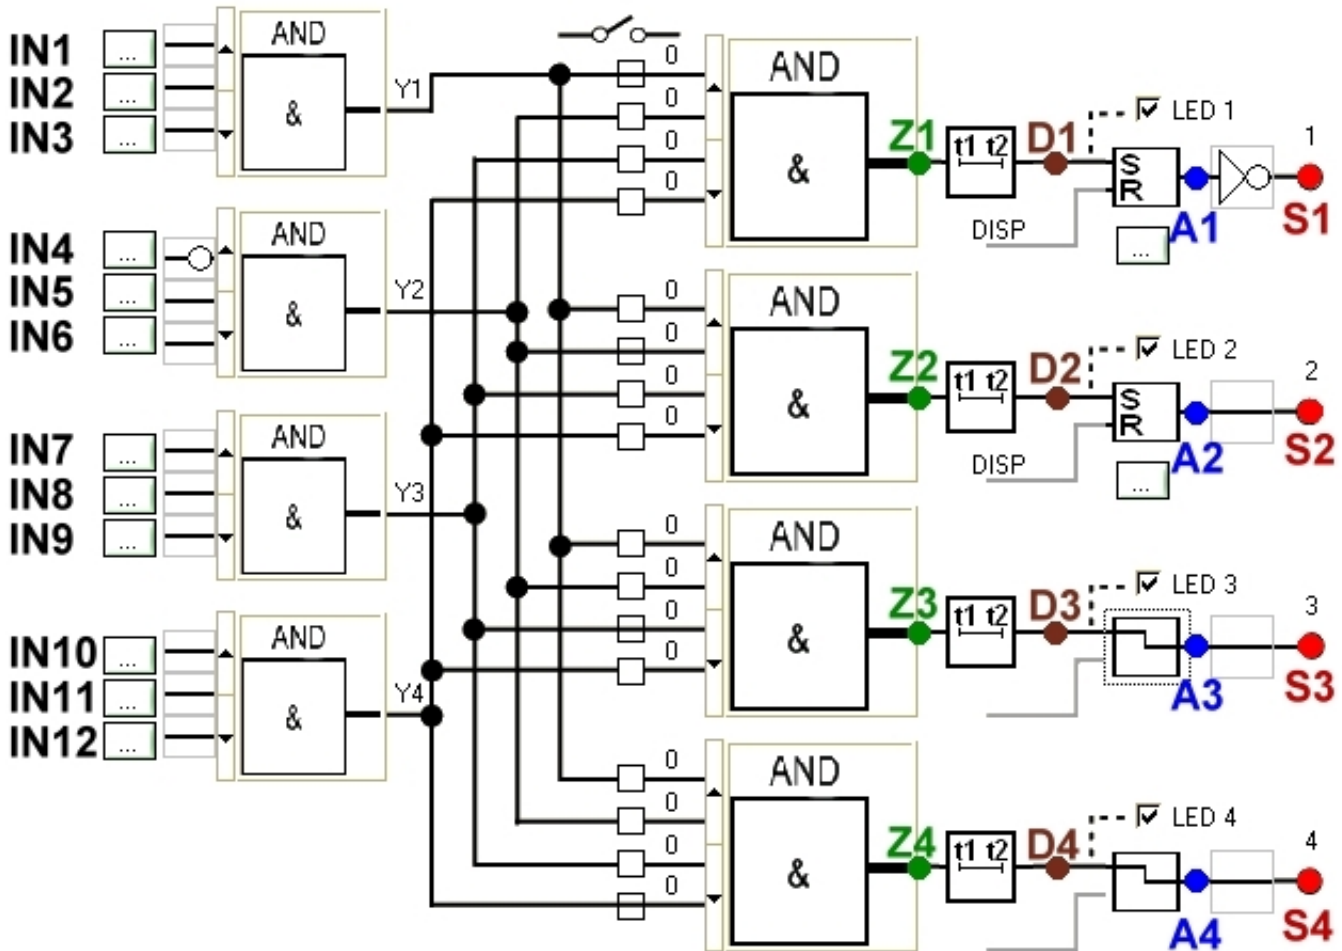 IN1 ... AND
IN2 ... & Y1
IN3 ...
IN4 ... AND
IN5 ... & Y2
IN6 ...
IN7 ... AND
IN8 ... & Y3
IN9 ...
IN10 ... AND
IN11 ... & Y4
IN12 ...
0
0
0
0
AND
&
Z1
t1 t2
D1
LED 1
S
R
DISP
...
A1
1
S1
0
0
0
0
AND
&
Z2
t1 t2
D2
LED 2
S
R
DISP
...
A2
2
S2
0
0
0
0
AND
&
Z3
t1 t2
D3
LED 3
A3
3
S3
0
0
0
0
AND
&
Z4
t1 t2
D4
LED 4
A4
4
S4